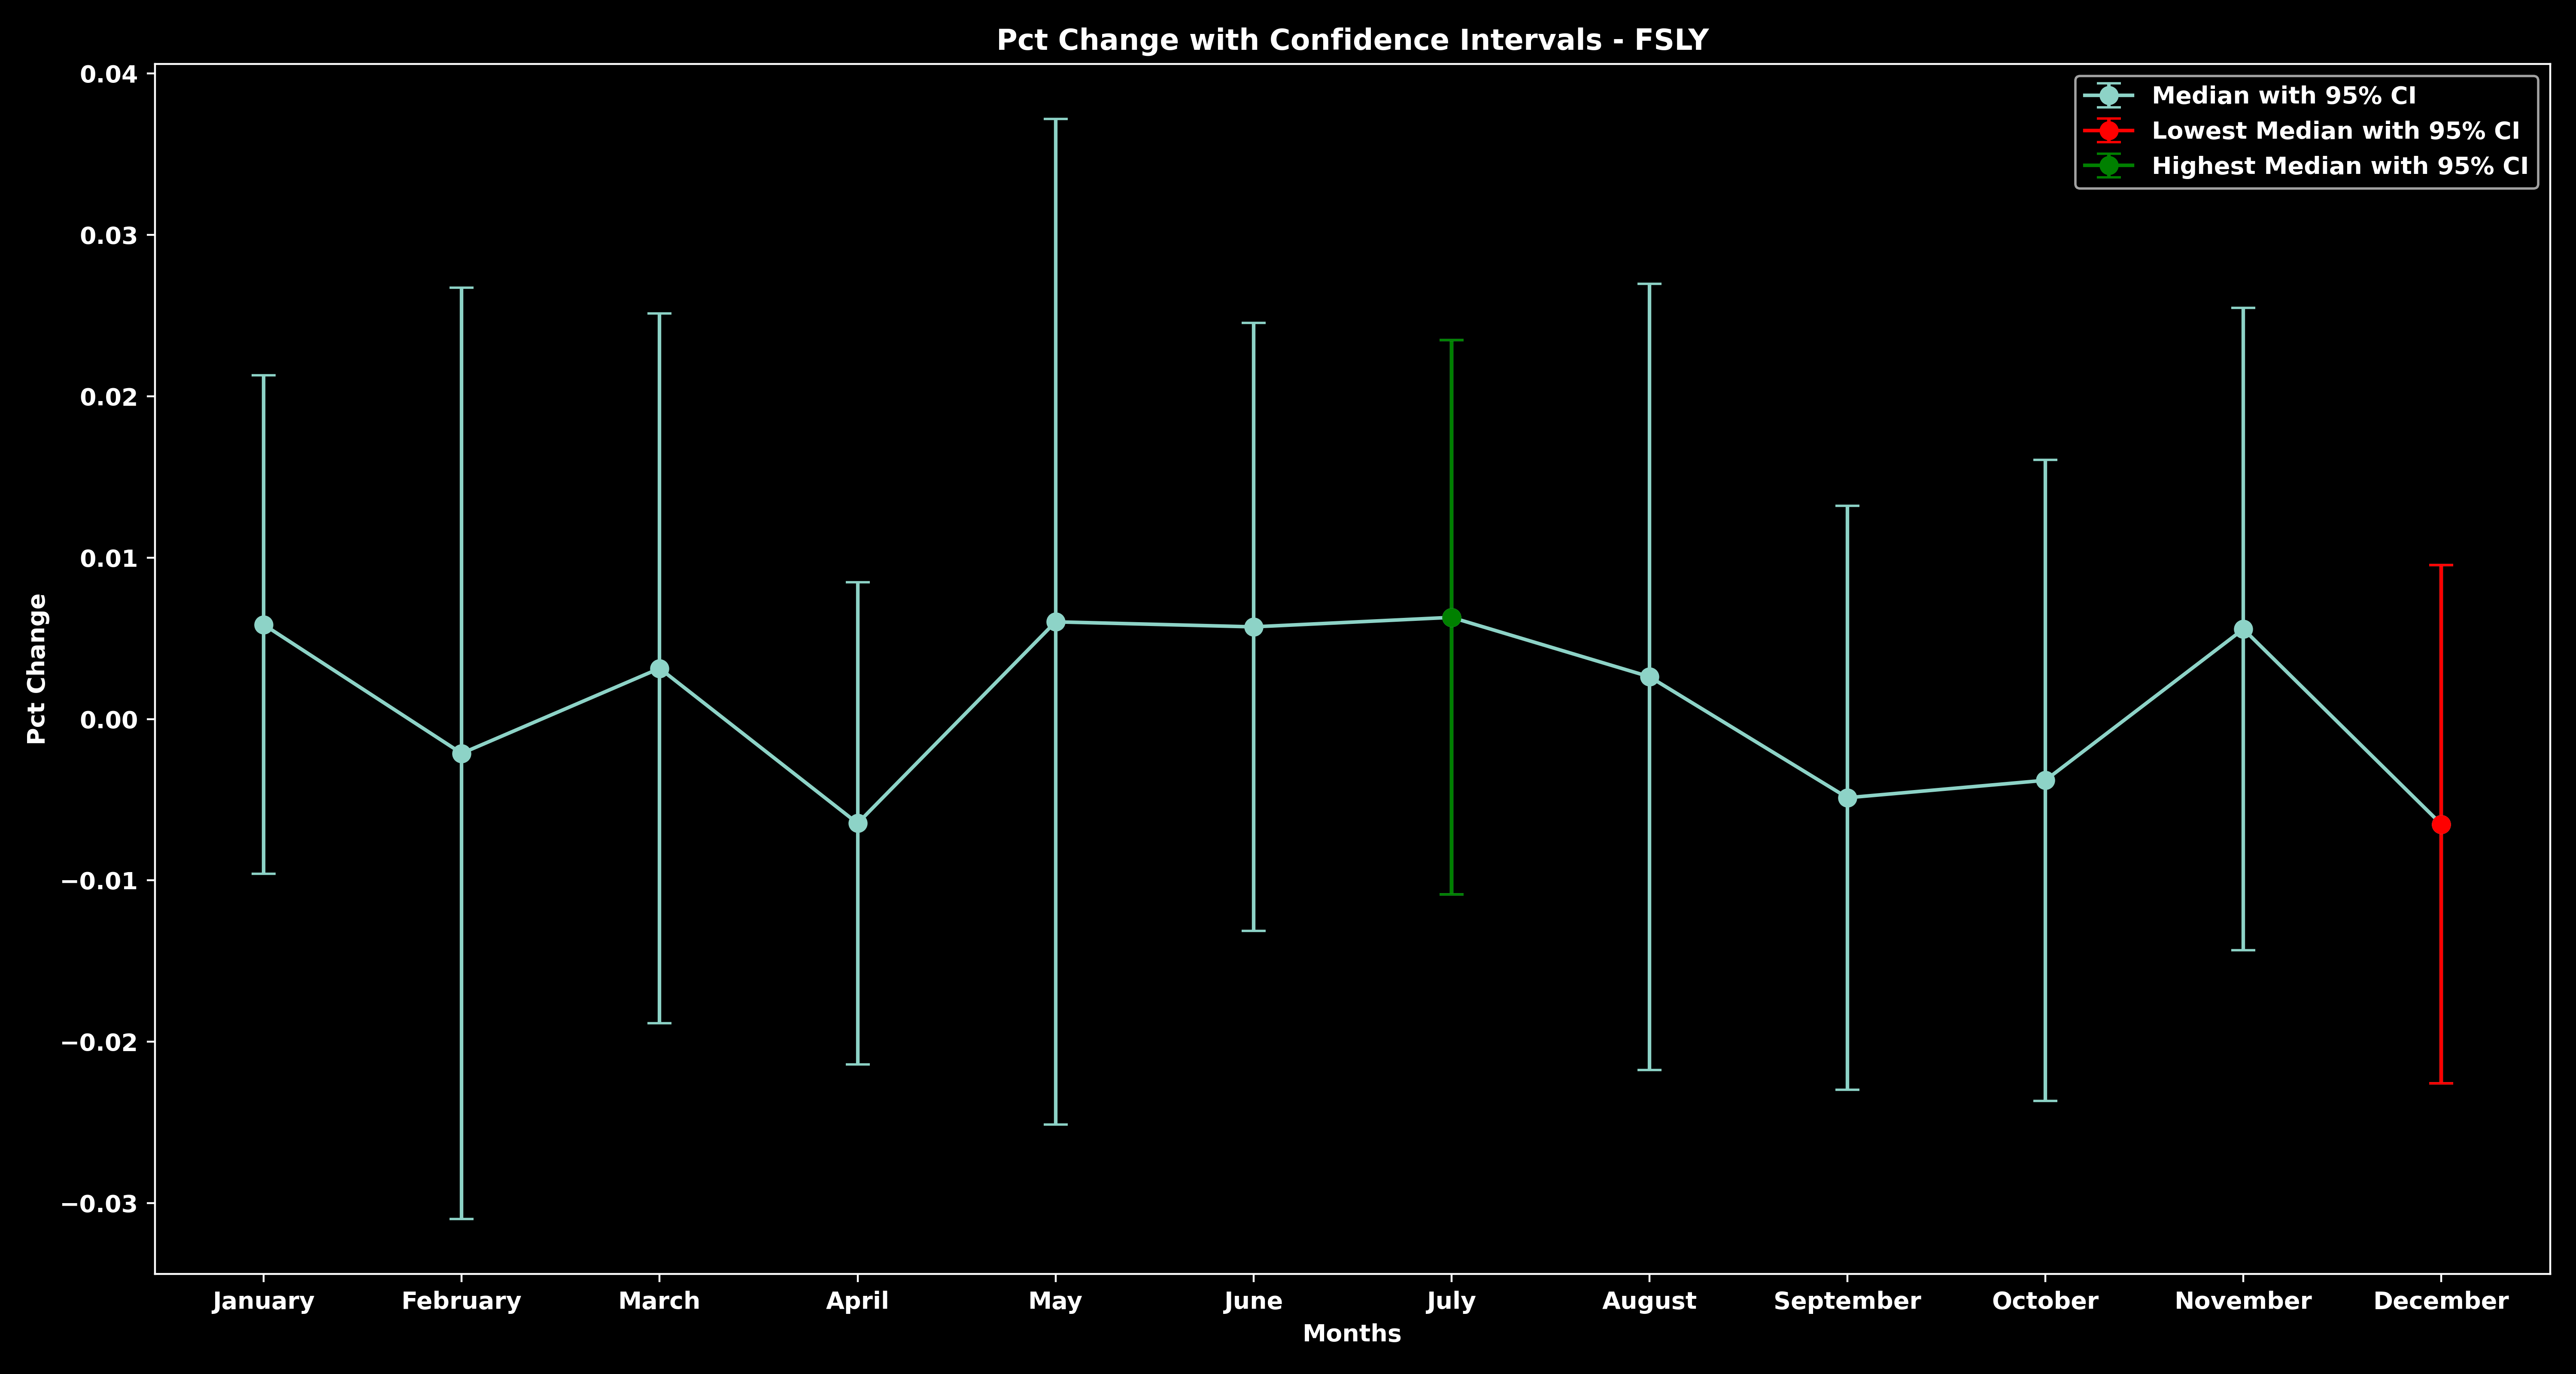 Pct Change with Confidence Intervals - FSLY
Median with 95% CI
Lowest Median with 95% CI
Highest Median with 95% CI
0.04
0.03
0.02
0.01
0.00
−0.01
−0.02
−0.03
Pct Change
January February March April May June July August September October November December
Months